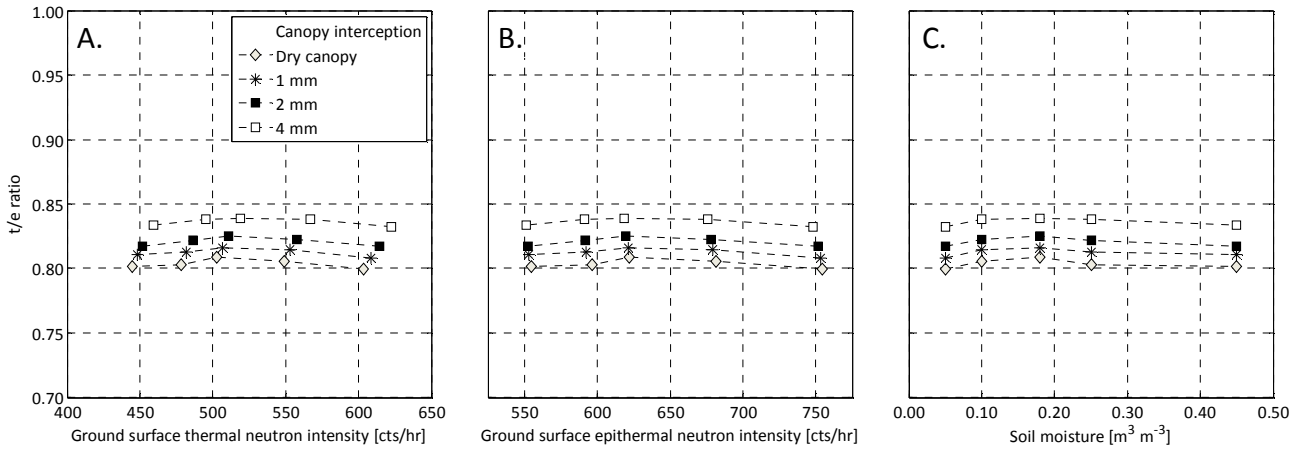 A.
Canopy interception
Dry canopy
1 mm
2 mm
4 mm
B.
C.
t/e ratio
1.00
0.95
0.90
0.85
0.80
0.75
0.70
400 450 500 550 600 650
550 600 650 700 750
0.00 0.10 0.20 0.30 0.40 0.50
Ground surface thermal neutron intensity [cts/hr]
Ground surface epithermal neutron intensity [cts/hr]
Soil moisture [m³ m⁻³]